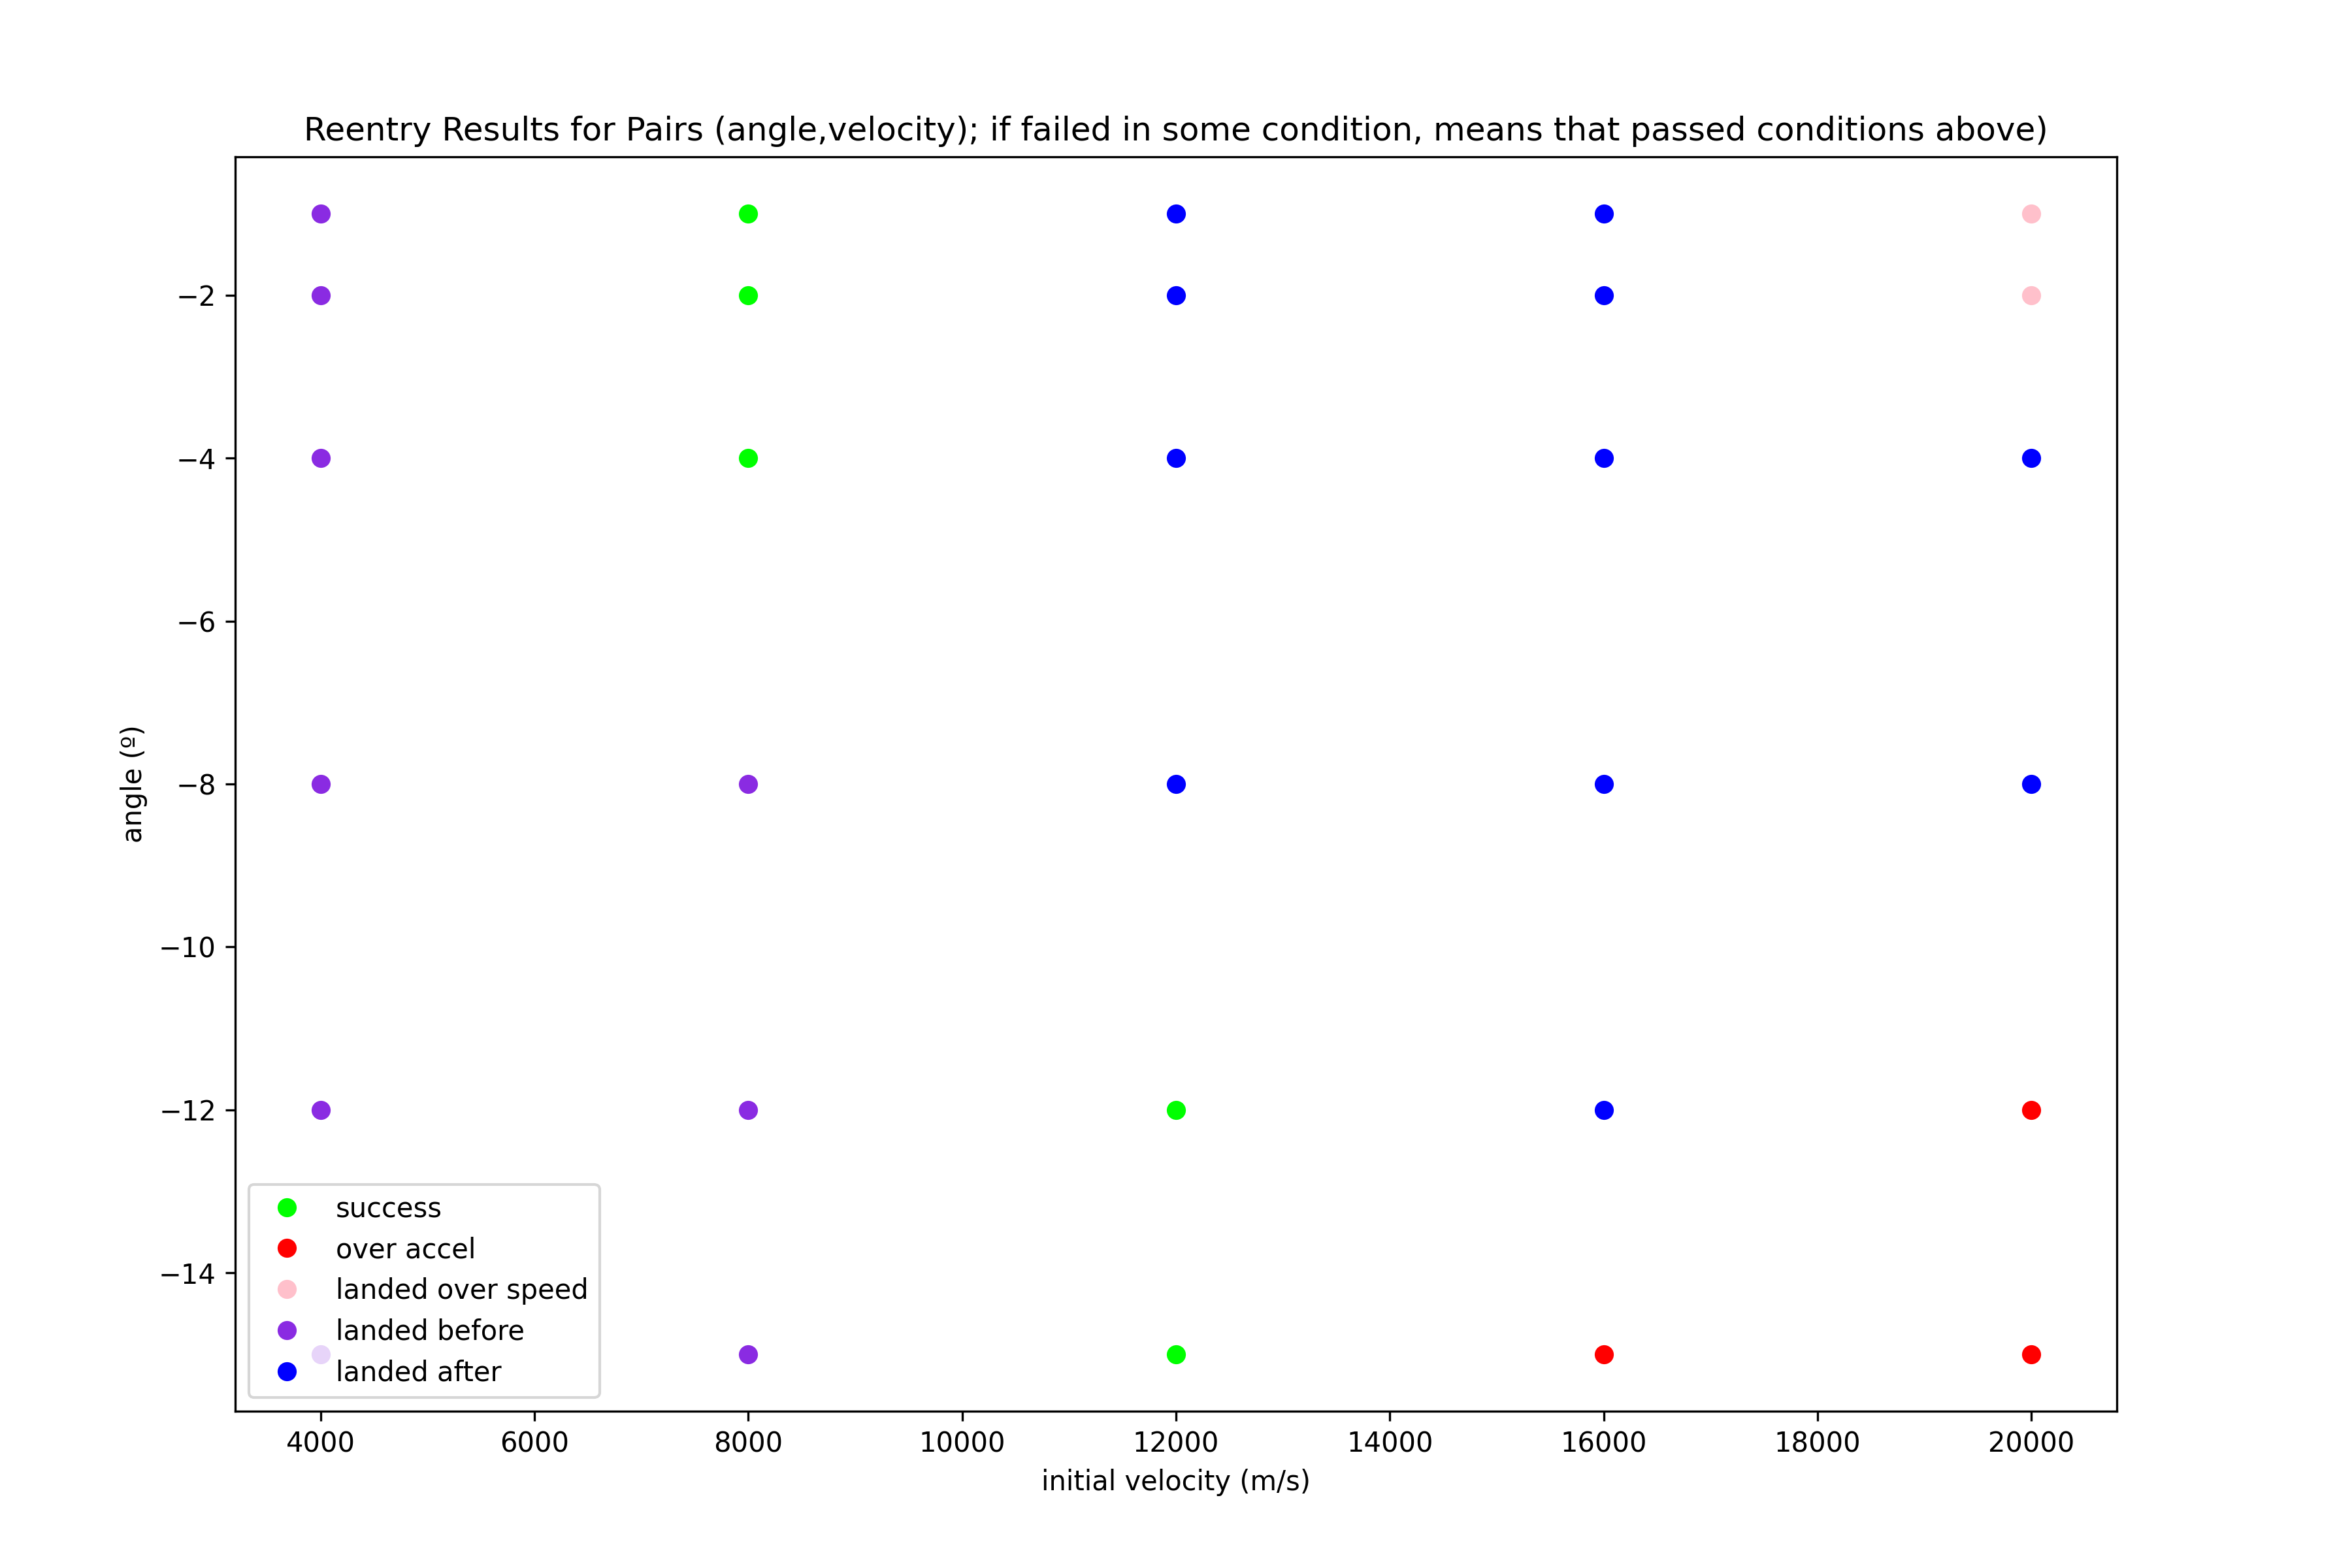 Reentry Results for Pairs (angle,velocity); if failed in some condition, means that passed conditions above)
−2
−4
−6
−8
−10
−12
−14
angle (º)
success
over accel
landed over speed
landed before
landed after
4000 6000 8000 10000 12000 14000 16000 18000 20000
initial velocity (m/s)